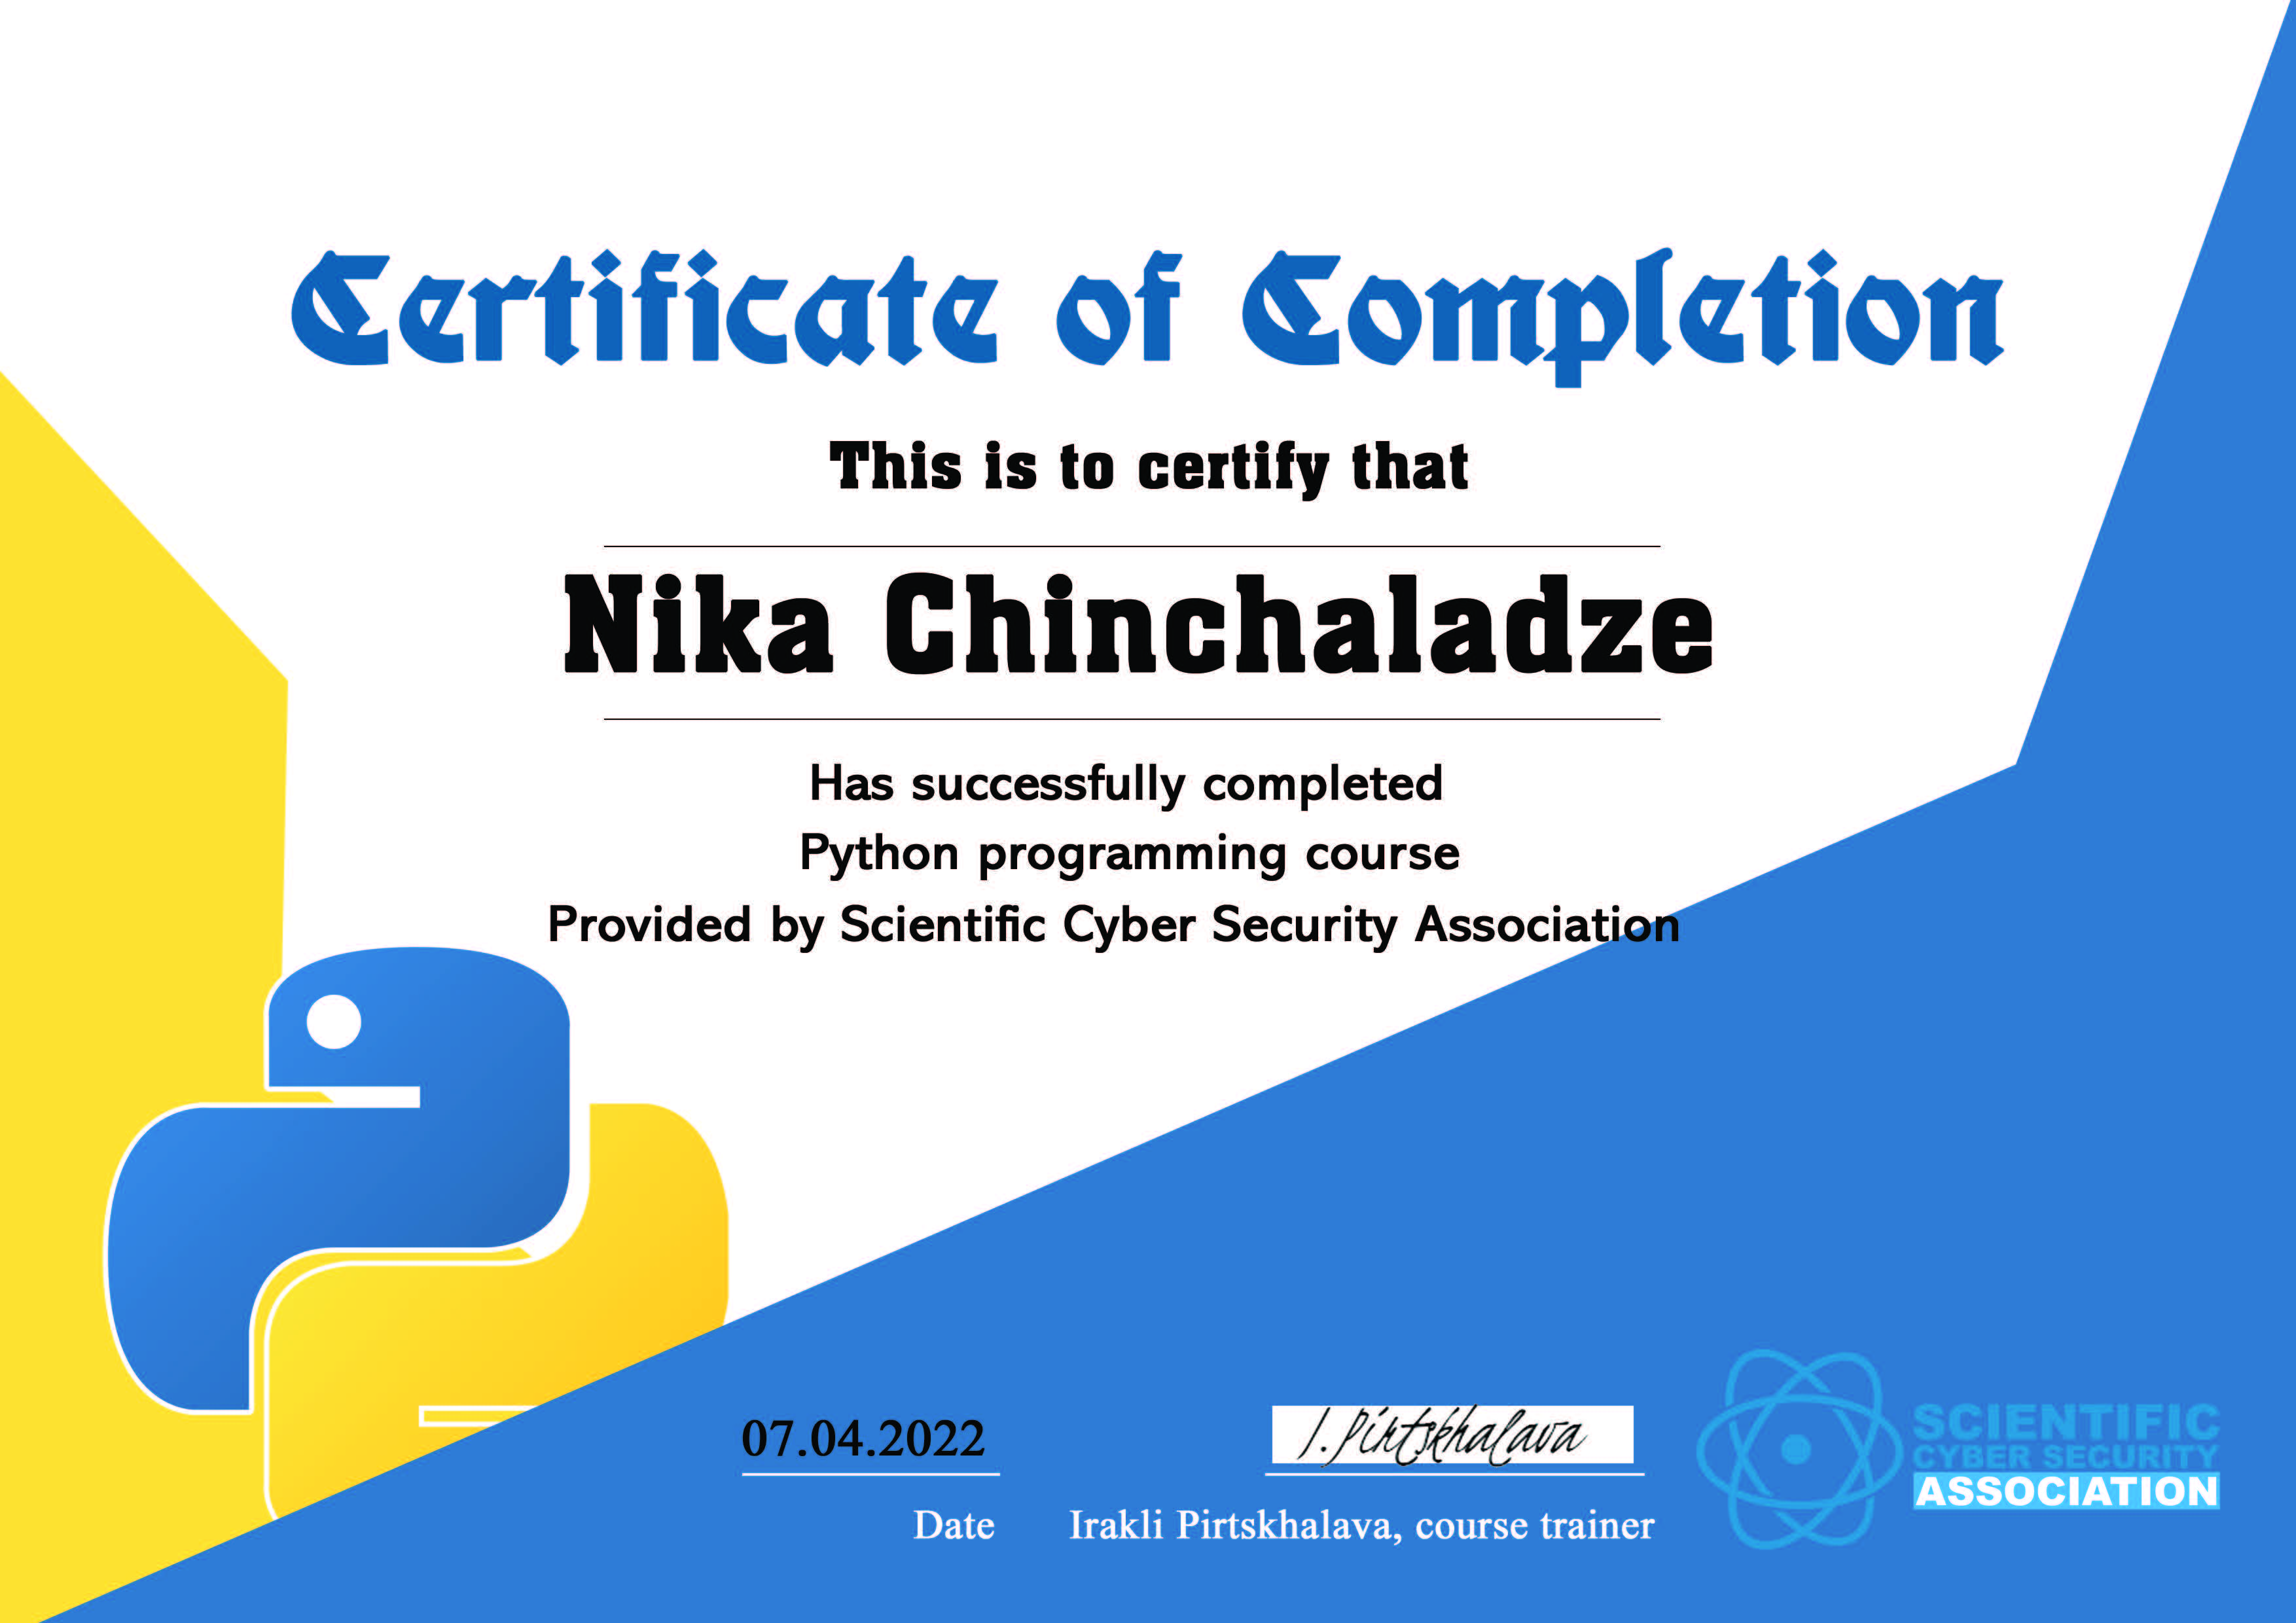 Certificate of Completion
This is to certify that
Nika Chinchaladze
Has successfully completed
Python programming course
Provided by Scientific Cyber Security Association
07.04.2022
I. Pirtskhalava
Date
Irakli Pirtskhalava, course trainer
SCIENTIFIC
CYBER SECURITY
ASSOCIATION